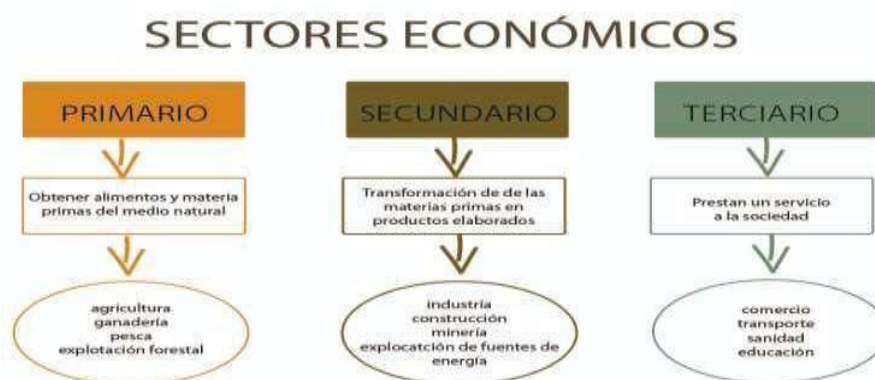 SECTORES ECONÓMICOS
PRIMARIO
Obtener alimentos y materia
primas del medio natural
agricultura
ganadería
pesca
explotación forestal
SECUNDARIO
Transformación de de las
materias primas en
productos elaborados
industria
construcción
minería
explocatción de fuentes de
energía
TERCIARIO
Prestan un servicio
a la sociedad
comercio
transporte
sanidad
educación